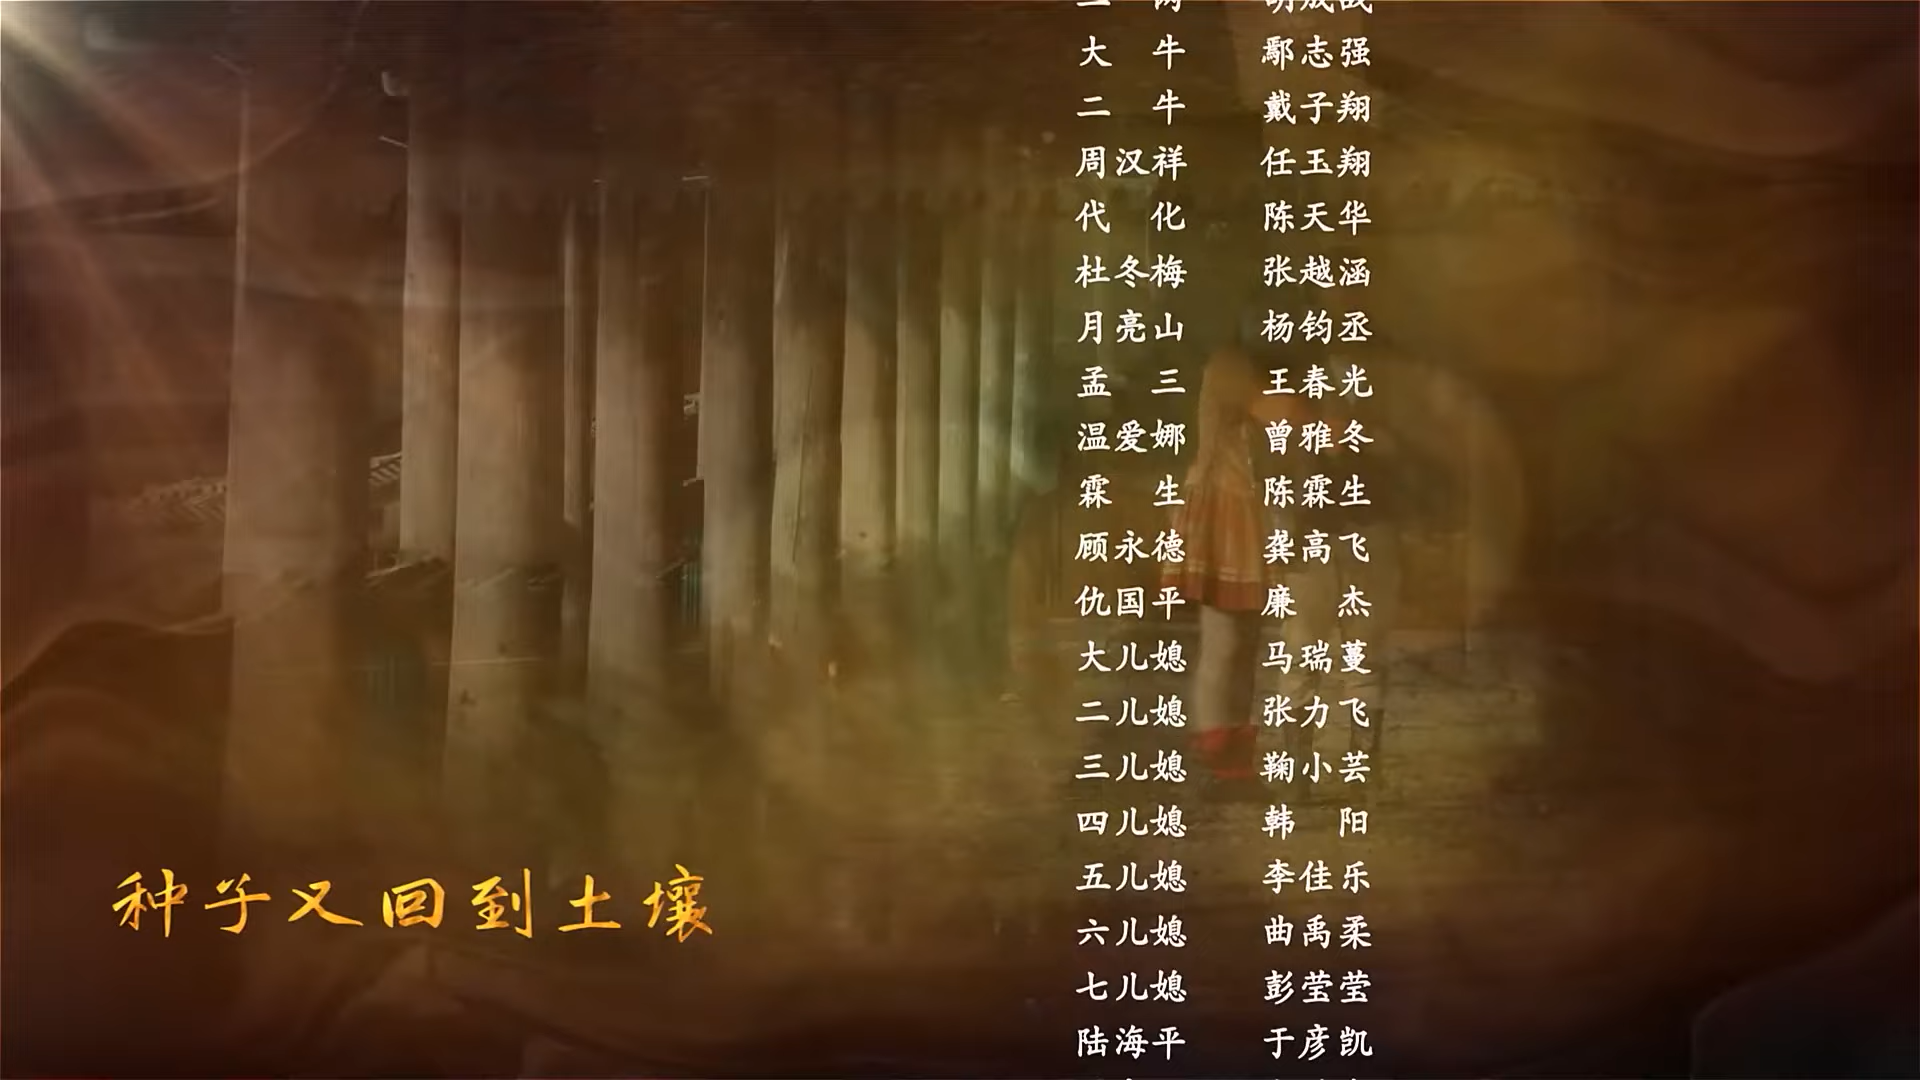 大牛 鄢志强
二牛 戴子翔
周汉祥 任玉翔
代化 陈天华
杜冬梅 张越涵
月亮山 杨钧丞
孟三 王春光
温爱娜 曾雅冬
霖生 陈霖生
顾永德 龚高飞
仇国平 廉杰
大儿媳 马瑞蔓
二儿媳 张力飞
三儿媳 鞠小芸
四儿媳 韩阳
五儿媳 李佳乐
六儿媳 曲禹柔
七儿媳 彭莹莹
陆海平 于彦凯
种子又回到土壤